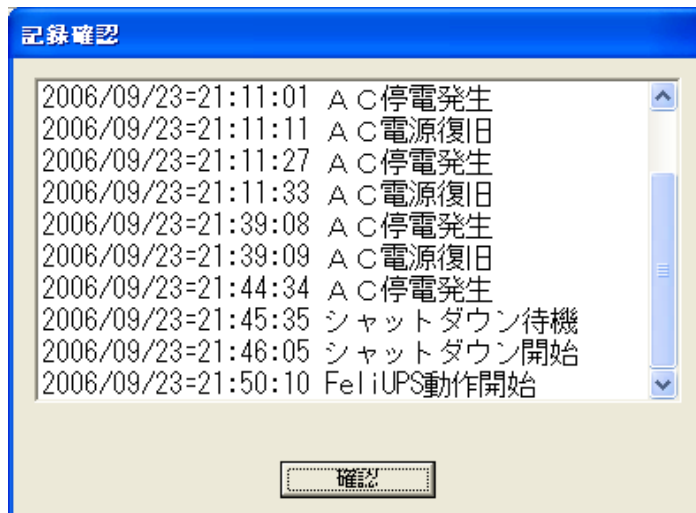 記録確認
2006/09/23=21:11:01 ＡＣ停電発生
2006/09/23=21:11:11 ＡＣ電源復旧
2006/09/23=21:11:27 ＡＣ停電発生
2006/09/23=21:11:33 ＡＣ電源復旧
2006/09/23=21:39:08 ＡＣ停電発生
2006/09/23=21:39:09 ＡＣ電源復旧
2006/09/23=21:44:34 ＡＣ停電発生
2006/09/23=21:45:35 シャットダウン待機
2006/09/23=21:46:05 シャットダウン開始
2006/09/23=21:50:10 FeliUPS動作開始
確認